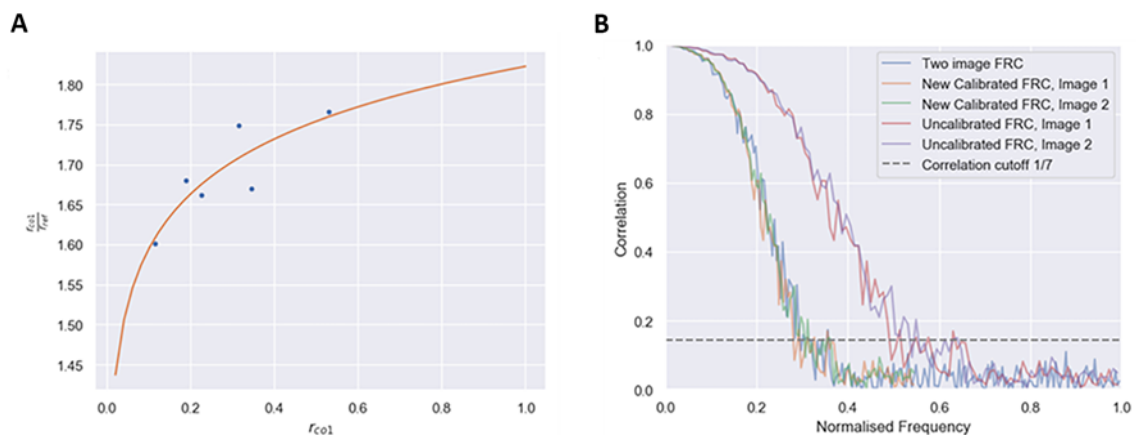 A
1.80
1.75
1.70
1.65
1.60
1.55
1.50
1.45
r_co1
r_ref
0.0 0.2 0.4 0.6 0.8 1.0
r_co1
B
1.0
0.8
0.6
0.4
0.2
0.0
Correlation
Two image FRC
New Calibrated FRC, Image 1
New Calibrated FRC, Image 2
Uncalibrated FRC, Image 1
Uncalibrated FRC, Image 2
Correlation cutoff 1/7
0.0 0.2 0.4 0.6 0.8 1.0
Normalised Frequency